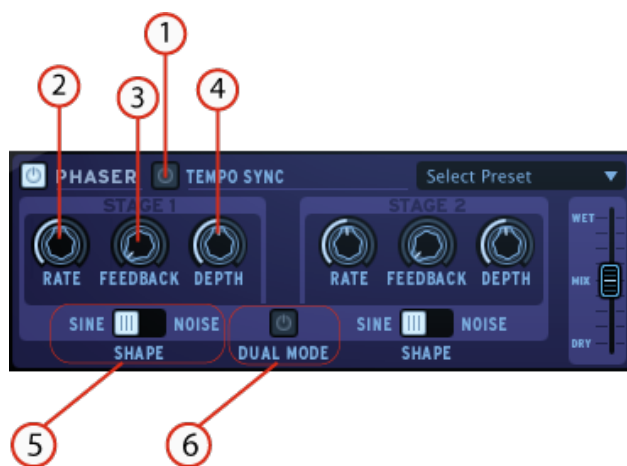 1
2
3
4
PHASER TEMPO SYNC Select Preset
STAGE 1 STAGE 2
WET
RATE FEEDBACK DEPTH RATE FEEDBACK DEPTH
MIX
SINE NOISE SINE NOISE
DRY
SHAPE DUAL MODE SHAPE
5 6